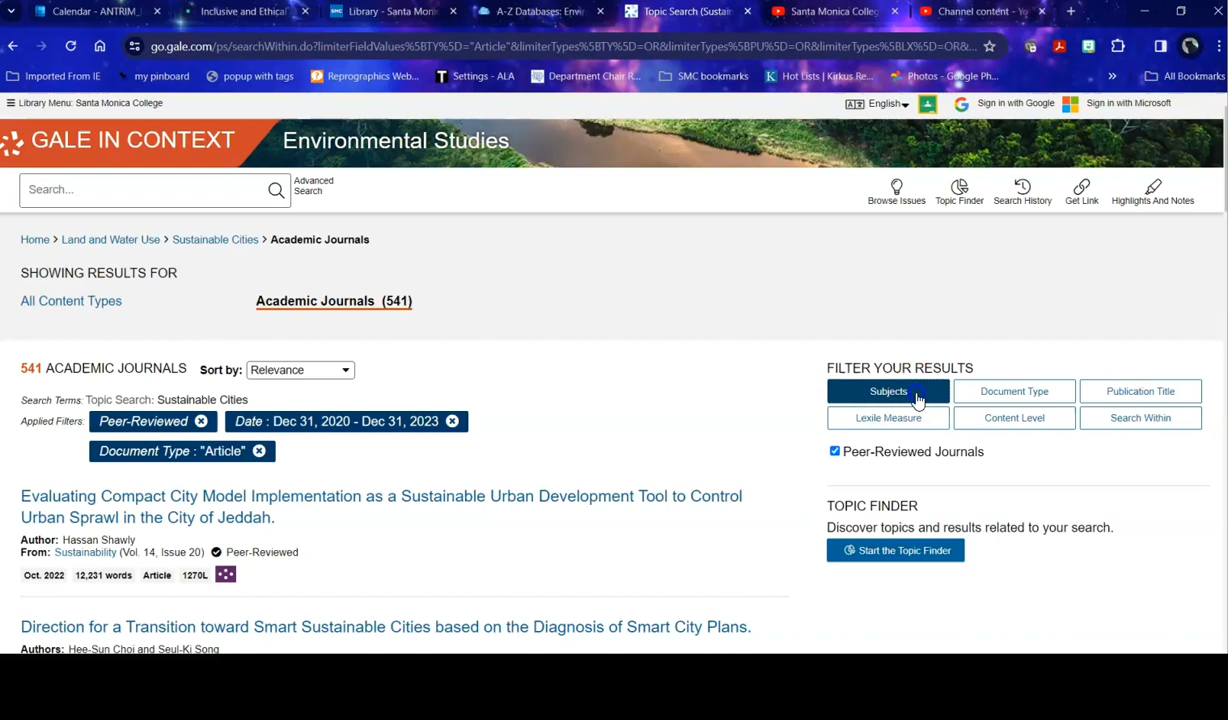 Calendar - ANTRIM_
Inclusive and Ethical
SMC Library - Santa Moni
A-Z Databases: Envi
Topic Search (Sustain
Santa Monica Colleg
Channel content - Yo
go.gale.com/ps/searchWithin.do?limiterFieldValues%5BTY%5D="Article"&limiterTypes%5BTY%5D=OR&limiterTypes%5BPU%5D=OR&limiterTypes%5BLX%5D=OR&...
Imported From IE
my pinboard
popup with tags
Reprographics Web...
T Settings - ALA
Department Chair R...
SMC bookmarks
K Hot Lists | Kirkus Re...
Photos - Google Ph...
» All Bookmarks
Library Menu: Santa Monica College
English
Sign in with Google
Sign in with Microsoft
GALE IN CONTEXT Environmental Studies
Search...
Advanced
Search
Browse Issues
Topic Finder
Search History
Get Link
Highlights And Notes
Home > Land and Water Use > Sustainable Cities > Academic Journals
SHOWING RESULTS FOR
All Content Types
Academic Journals (541)
541 ACADEMIC JOURNALS Sort by: Relevance
Search Terms: Topic Search: Sustainable Cities
Applied Filters: Peer-Reviewed Date : Dec 31, 2020 - Dec 31, 2023
Document Type : "Article"
Evaluating Compact City Model Implementation as a Sustainable Urban Development Tool to Control
Urban Sprawl in the City of Jeddah.
Author: Hassan Shawly
From: Sustainability (Vol. 14, Issue 20) Peer-Reviewed
Oct. 2022 12,231 words Article 1270L
Direction for a Transition toward Smart Sustainable Cities based on the Diagnosis of Smart City Plans.
Authors: Hee-Sun Choi and Seul-Ki Song
FILTER YOUR RESULTS
Subjects Document Type Publication Title
Lexile Measure Content Level Search Within
Peer-Reviewed Journals
TOPIC FINDER
Discover topics and results related to your search.
Start the Topic Finder